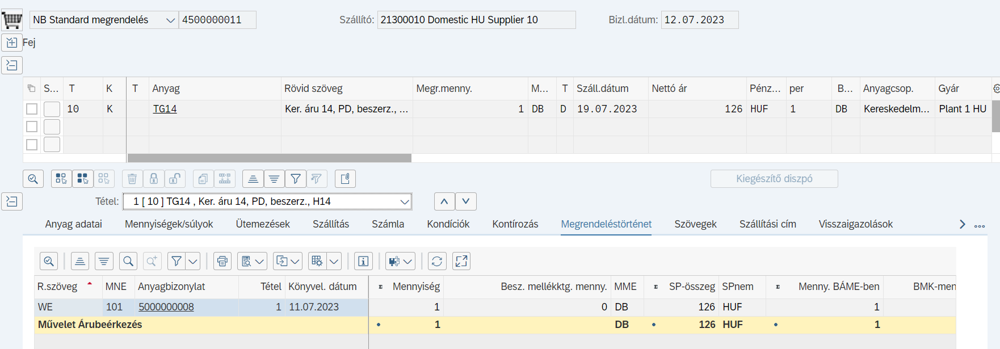 NB Standard megrendelés 4500000011 Szállító: 21300010 Domestic HU Supplier 10 Bizl.dátum: 12.07.2023
Fej
S... T K T Anyag Rövid szöveg Megr.menny. M... T Száll.dátum Nettó ár Pénz... per B... Anyagcsop. Gyár
10 K TG14 Ker. áru 14, PD, beszerz., ... 1 DB D 19.07.2023 126 HUF 1 DB Kereskedelm... Plant 1 HU
Kiegészítő diszpó
Tétel: 1 [ 10 ] TG14 , Ker. áru 14, PD, beszerz., H14
Anyag adatai Mennyiségek/súlyok Ütemezések Szállítás Számla Kondíciók Kontírozás Megrendeléstörténet Szövegek Szállítási cím Visszaigazolások
R.szöveg MNE Anyagbizonylat Tétel Könyvel. dátum Σ Mennyiség Besz. mellékktg. menny. MME Σ SP-összeg SPnem Σ Menny. BÁME-ben BMK-men
WE 101 5000000008 1 11.07.2023 1 0 DB 126 HUF 1
Művelet Árubeérkezés • 1 DB • 126 HUF • 1